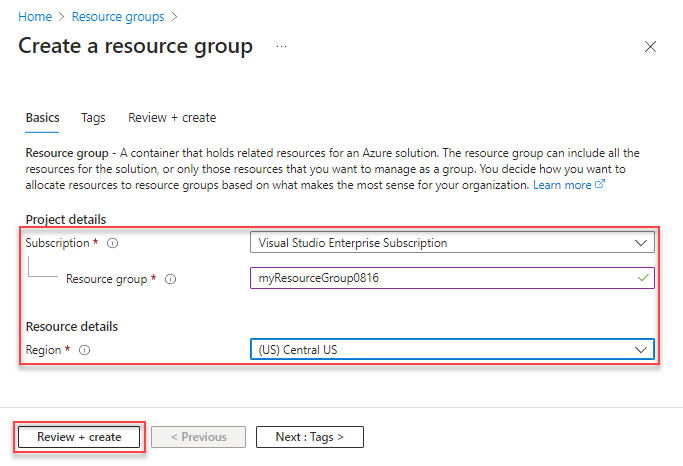 Home > Resource groups >
Create a resource group ...
Basics Tags Review + create
Resource group - A container that holds related resources for an Azure solution. The resource group can include all the
resources for the solution, or only those resources that you want to manage as a group. You decide how you want to
allocate resources to resource groups based on what makes the most sense for your organization. Learn more
Project details
Subscription * Visual Studio Enterprise Subscription
Resource group * myResourceGroup0816
Resource details
Region * (US) Central US
Review + create < Previous Next : Tags >